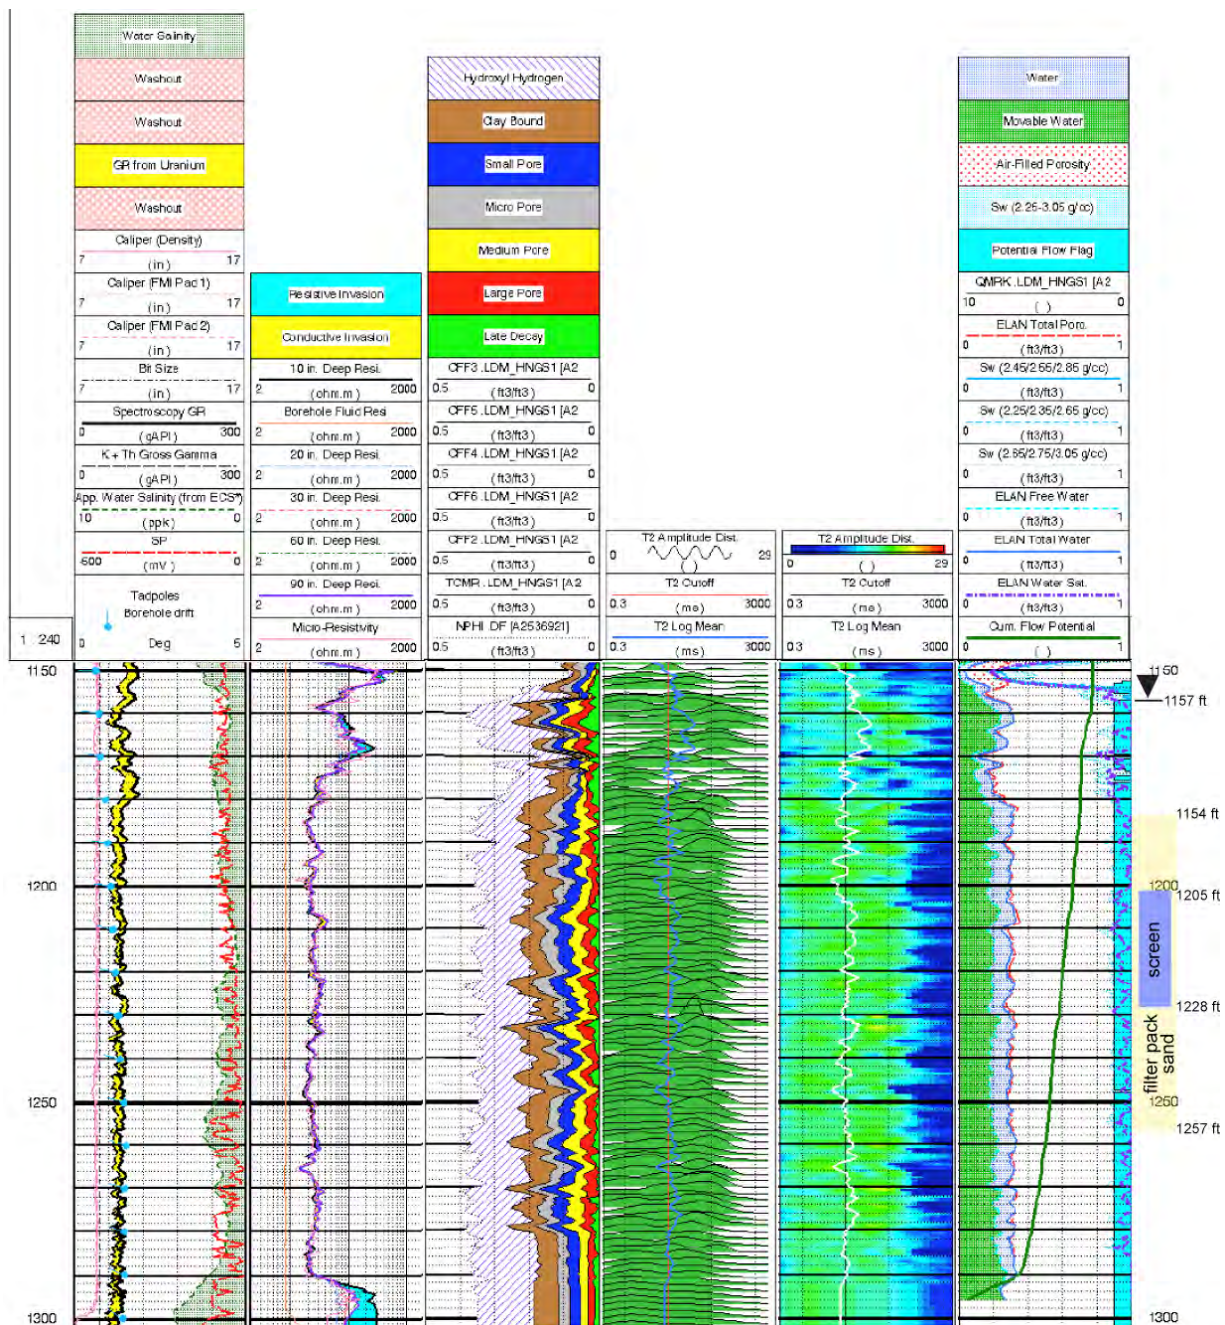 Water Salinity
Washout
Washout
GR from Uranium
Washout
Caliper (Density)
7 (in) 17
Caliper (FMI Pad 1)
7 (in) 17
Caliper (FMI Pad 2)
7 (in) 17
Bit Size
7 (in) 17
Spectroscopy GR
0 (gAPI) 300
K + Th Gross Gamma
0 (gAPI) 300
App. Water Salinity (from ECS*)
10 (ppk) 0
SP
-500 (mV) 0
Tadpoles
Borehole drift
0 Deg 5
1 240
Resistive Invasion
Conductive Invasion
10 in. Deep Resi.
2 (ohm.m) 2000
Borehole Fluid Resi
2 (ohm.m) 2000
20 in. Deep Resi.
2 (ohm.m) 2000
30 in. Deep Resi.
2 (ohm.m) 2000
60 in. Deep Resi.
2 (ohm.m) 2000
90 in. Deep Resi.
2 (ohm.m) 2000
Micro-Resistivity
2 (ohm.m) 2000
Hydroxyl Hydrogen
Clay Bound
Small Pore
Micro Pore
Medium Pore
Large Pore
Late Decay
CFF3 .LDM_HNGS1 [A2
0.5 (ft3/ft3) 0
CFF5 .LDM_HNGS1 [A2
0.5 (ft3/ft3) 0
CFF4 .LDM_HNGS1 [A2
0.5 (ft3/ft3) 0
CFF6 .LDM_HNGS1 [A2
0.5 (ft3/ft3) 0
CFF2 .LDM_HNGS1 [A2
0.5 (ft3/ft3) 0
TCMR .LDM_HNGS1 [A2
0.5 (ft3/ft3) 0
NPHI .DF [A2536921]
0.5 (ft3/ft3) 0
T2 Amplitude Dist.
0 ( ) 29
T2 Cutoff
0.3 (ms) 3000
T2 Log Mean
0.3 (ms) 3000
T2 Amplitude Dist.
0 ( ) 29
T2 Cutoff
0.3 (ms) 3000
T2 Log Mean
0.3 (ms) 3000
Water
Movable Water
Air-Filled Porosity
Sw (2.25-3.05 g/cc)
Potential Flow Flag
QMRK .LDM_HNGS1 [A2
10 ( ) 0
ELAN Total Poro.
0 (ft3/ft3) 1
Sw (2.45/2.55/2.85 g/cc)
0 (ft3/ft3) 1
Sw (2.25/2.35/2.65 g/cc)
0 (ft3/ft3) 1
Sw (2.65/2.75/3.05 g/cc)
0 (ft3/ft3) 1
ELAN Free Water
0 (ft3/ft3) 1
ELAN Total Water
0 (ft3/ft3) 1
ELAN Water Sat.
0 (ft3/ft3) 1
Cum. Flow Potential
0 ( ) 1
1150
1200
1250
1300
1150
1157 ft
1154 ft
1200
1205 ft
screen
1228 ft
filter pack
sand
1250
1257 ft
1300